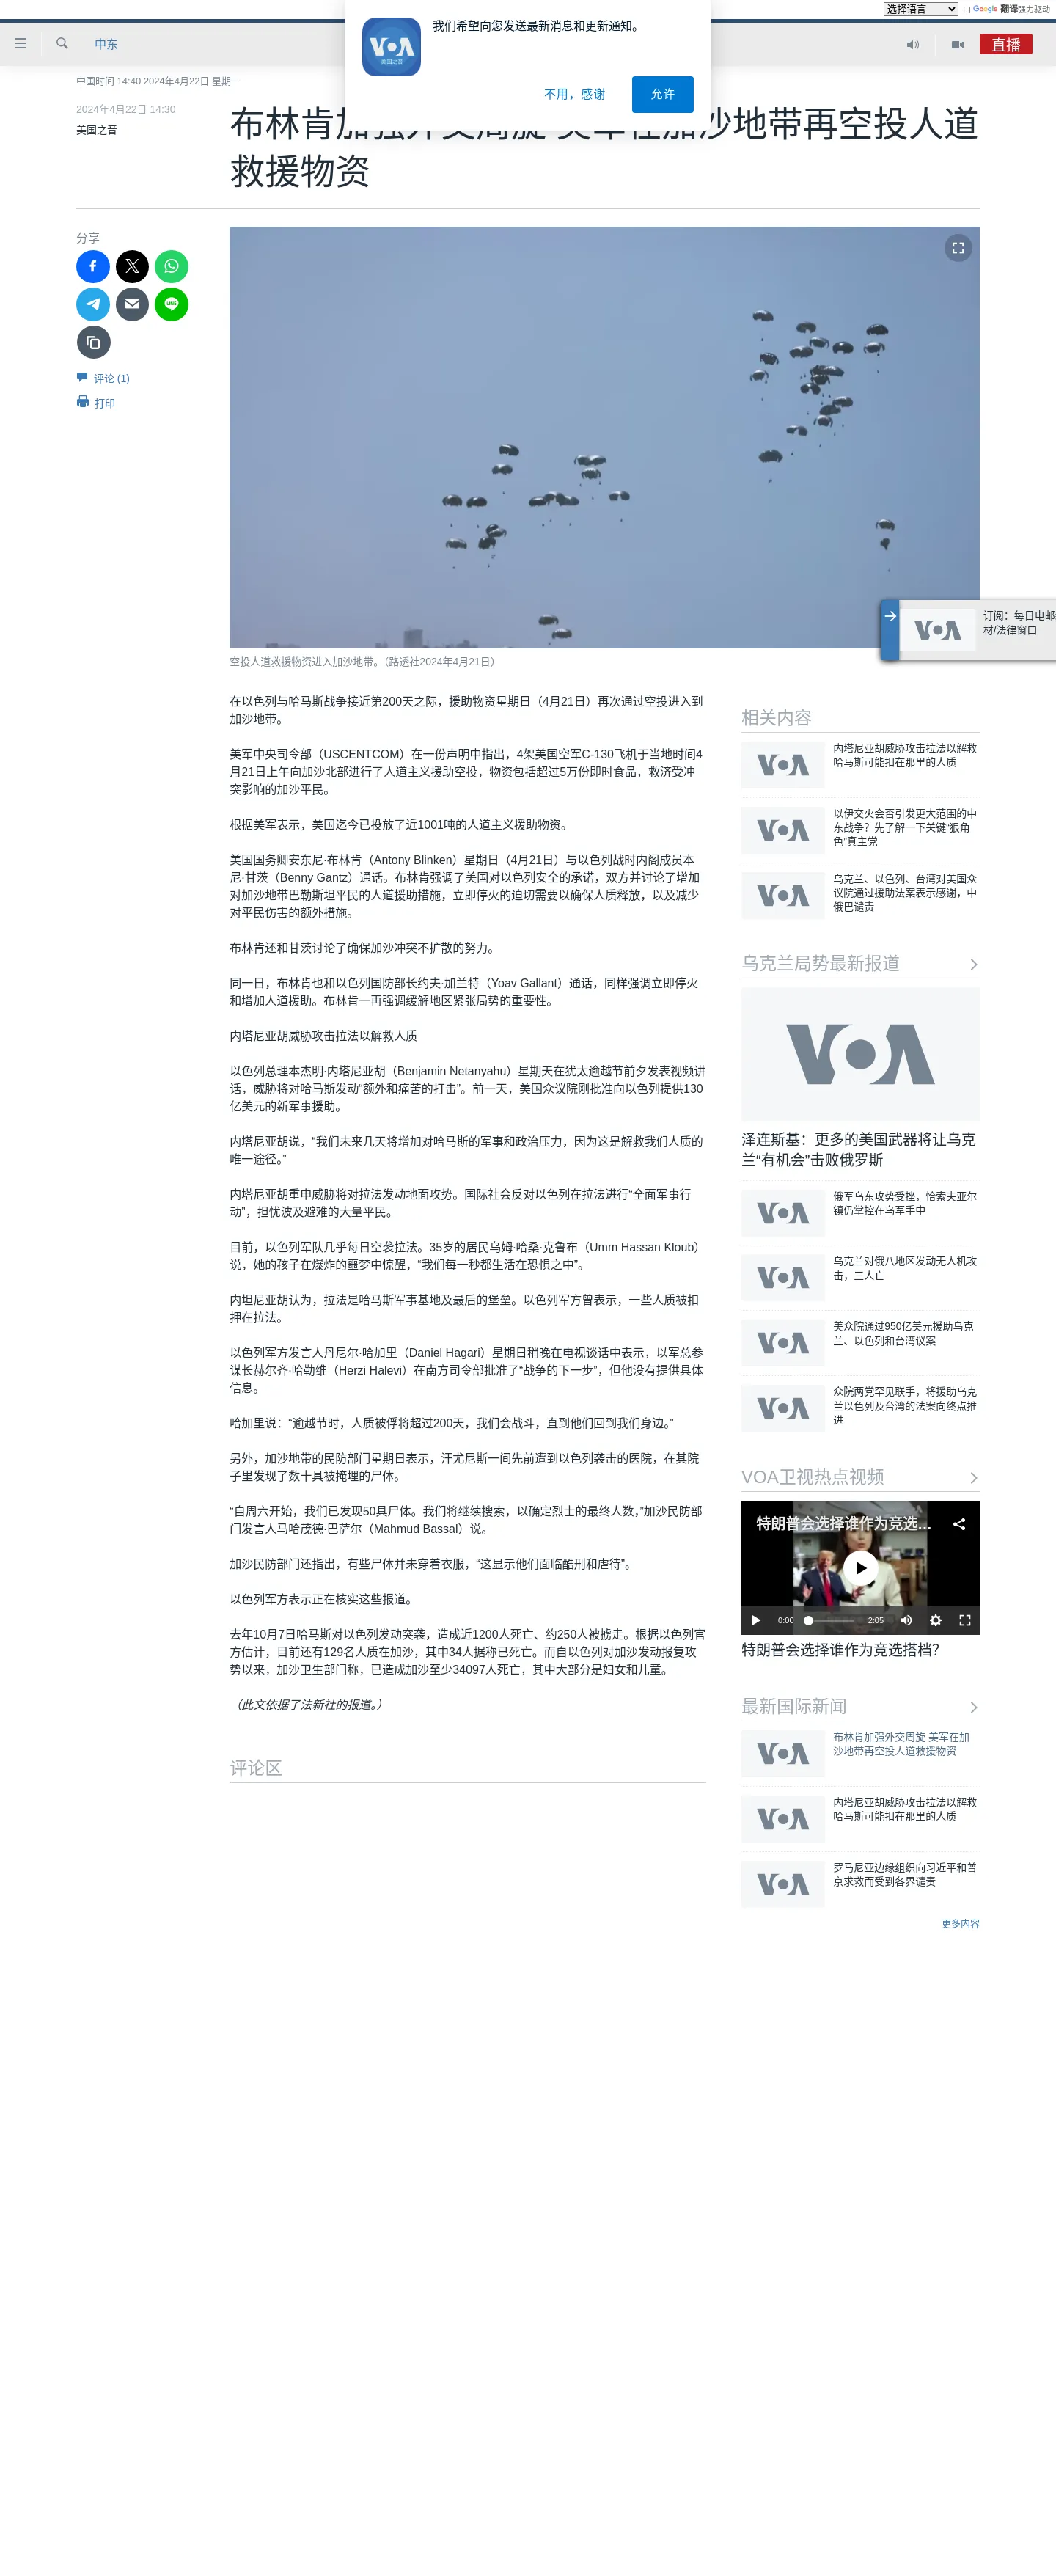 选择语言 由 Google 翻译强力驱动
我们希望向您发送最新消息和更新通知。
VOA
美国之音
不用，感谢 允许
中东
直播
中国时间 14:40 2024年4月22日 星期一
2024年4月22日 14:30
美国之音
布林肯加强外交周旋 美军在加沙地带再空投人道
救援物资
分享
LINE
评论 (1)
打印
空投人道救援物资进入加沙地带。（路透社2024年4月21日）
VOA
订阅：每日电邮
材/法律窗口
在以色列与哈马斯战争接近第200天之际，援助物资星期日（4月21日）再次通过空投进入到
加沙地带。
美军中央司令部（USCENTCOM）在一份声明中指出，4架美国空军C-130飞机于当地时间4
月21日上午向加沙北部进行了人道主义援助空投，物资包括超过5万份即时食品，救济受冲
突影响的加沙平民。
根据美军表示，美国迄今已投放了近1001吨的人道主义援助物资。
美国国务卿安东尼·布林肯（Antony Blinken）星期日（4月21日）与以色列战时内阁成员本
尼·甘茨（Benny Gantz）通话。布林肯强调了美国对以色列安全的承诺，双方并讨论了增加
对加沙地带巴勒斯坦平民的人道援助措施，立即停火的迫切需要以确保人质释放，以及减少
对平民伤害的额外措施。
布林肯还和甘茨讨论了确保加沙冲突不扩散的努力。
同一日，布林肯也和以色列国防部长约夫·加兰特（Yoav Gallant）通话，同样强调立即停火
和增加人道援助。布林肯一再强调缓解地区紧张局势的重要性。
内塔尼亚胡威胁攻击拉法以解救人质
以色列总理本杰明·内塔尼亚胡（Benjamin Netanyahu）星期天在犹太逾越节前夕发表视频讲
话，威胁将对哈马斯发动“额外和痛苦的打击”。前一天，美国众议院刚批准向以色列提供130
亿美元的新军事援助。
内塔尼亚胡说，“我们未来几天将增加对哈马斯的军事和政治压力，因为这是解救我们人质的
唯一途径。”
内塔尼亚胡重申威胁将对拉法发动地面攻势。国际社会反对以色列在拉法进行“全面军事行
动”，担忧波及避难的大量平民。
目前，以色列军队几乎每日空袭拉法。35岁的居民乌姆·哈桑·克鲁布（Umm Hassan Kloub）
说，她的孩子在爆炸的噩梦中惊醒，“我们每一秒都生活在恐惧之中”。
内坦尼亚胡认为，拉法是哈马斯军事基地及最后的堡垒。以色列军方曾表示，一些人质被扣
押在拉法。
以色列军方发言人丹尼尔·哈加里（Daniel Hagari）星期日稍晚在电视谈话中表示，以军总参
谋长赫尔齐·哈勒维（Herzi Halevi）在南方司令部批准了“战争的下一步”，但他没有提供具体
信息。
哈加里说：“逾越节时，人质被俘将超过200天，我们会战斗，直到他们回到我们身边。”
另外，加沙地带的民防部门星期日表示，汗尤尼斯一间先前遭到以色列袭击的医院，在其院
子里发现了数十具被掩埋的尸体。
“自周六开始，我们已发现50具尸体。我们将继续搜索，以确定烈士的最终人数，”加沙民防部
门发言人马哈茂德·巴萨尔（Mahmud Bassal）说。
加沙民防部门还指出，有些尸体并未穿着衣服，“这显示他们面临酷刑和虐待”。
以色列军方表示正在核实这些报道。
去年10月7日哈马斯对以色列发动突袭，造成近1200人死亡、约250人被掳走。根据以色列官
方估计，目前还有129名人质在加沙，其中34人据称已死亡。而自以色列对加沙发动报复攻
势以来，加沙卫生部门称，已造成加沙至少34097人死亡，其中大部分是妇女和儿童。
（此文依据了法新社的报道。）
评论区
相关内容
VOA
内塔尼亚胡威胁攻击拉法以解救
哈马斯可能扣在那里的人质
VOA
以伊交火会否引发更大范围的中
东战争？先了解一下关键“狠角
色”真主党
VOA
乌克兰、以色列、台湾对美国众
议院通过援助法案表示感谢，中
俄巴谴责
乌克兰局势最新报道
VOA
泽连斯基：更多的美国武器将让乌克
兰“有机会”击败俄罗斯
VOA
俄军乌东攻势受挫，恰索夫亚尔
镇仍掌控在乌军手中
VOA
乌克兰对俄八地区发动无人机攻
击，三人亡
VOA
美众院通过950亿美元援助乌克
兰、以色列和台湾议案
VOA
众院两党罕见联手，将援助乌克
兰以色列及台湾的法案向终点推
进
VOA卫视热点视频
特朗普会选择谁作为竞选...
0:00 2:05
特朗普会选择谁作为竞选搭档？
最新国际新闻
VOA
布林肯加强外交周旋 美军在加
沙地带再空投人道救援物资
VOA
内塔尼亚胡威胁攻击拉法以解救
哈马斯可能扣在那里的人质
VOA
罗马尼亚边缘组织向习近平和普
京求救而受到各界谴责
更多内容